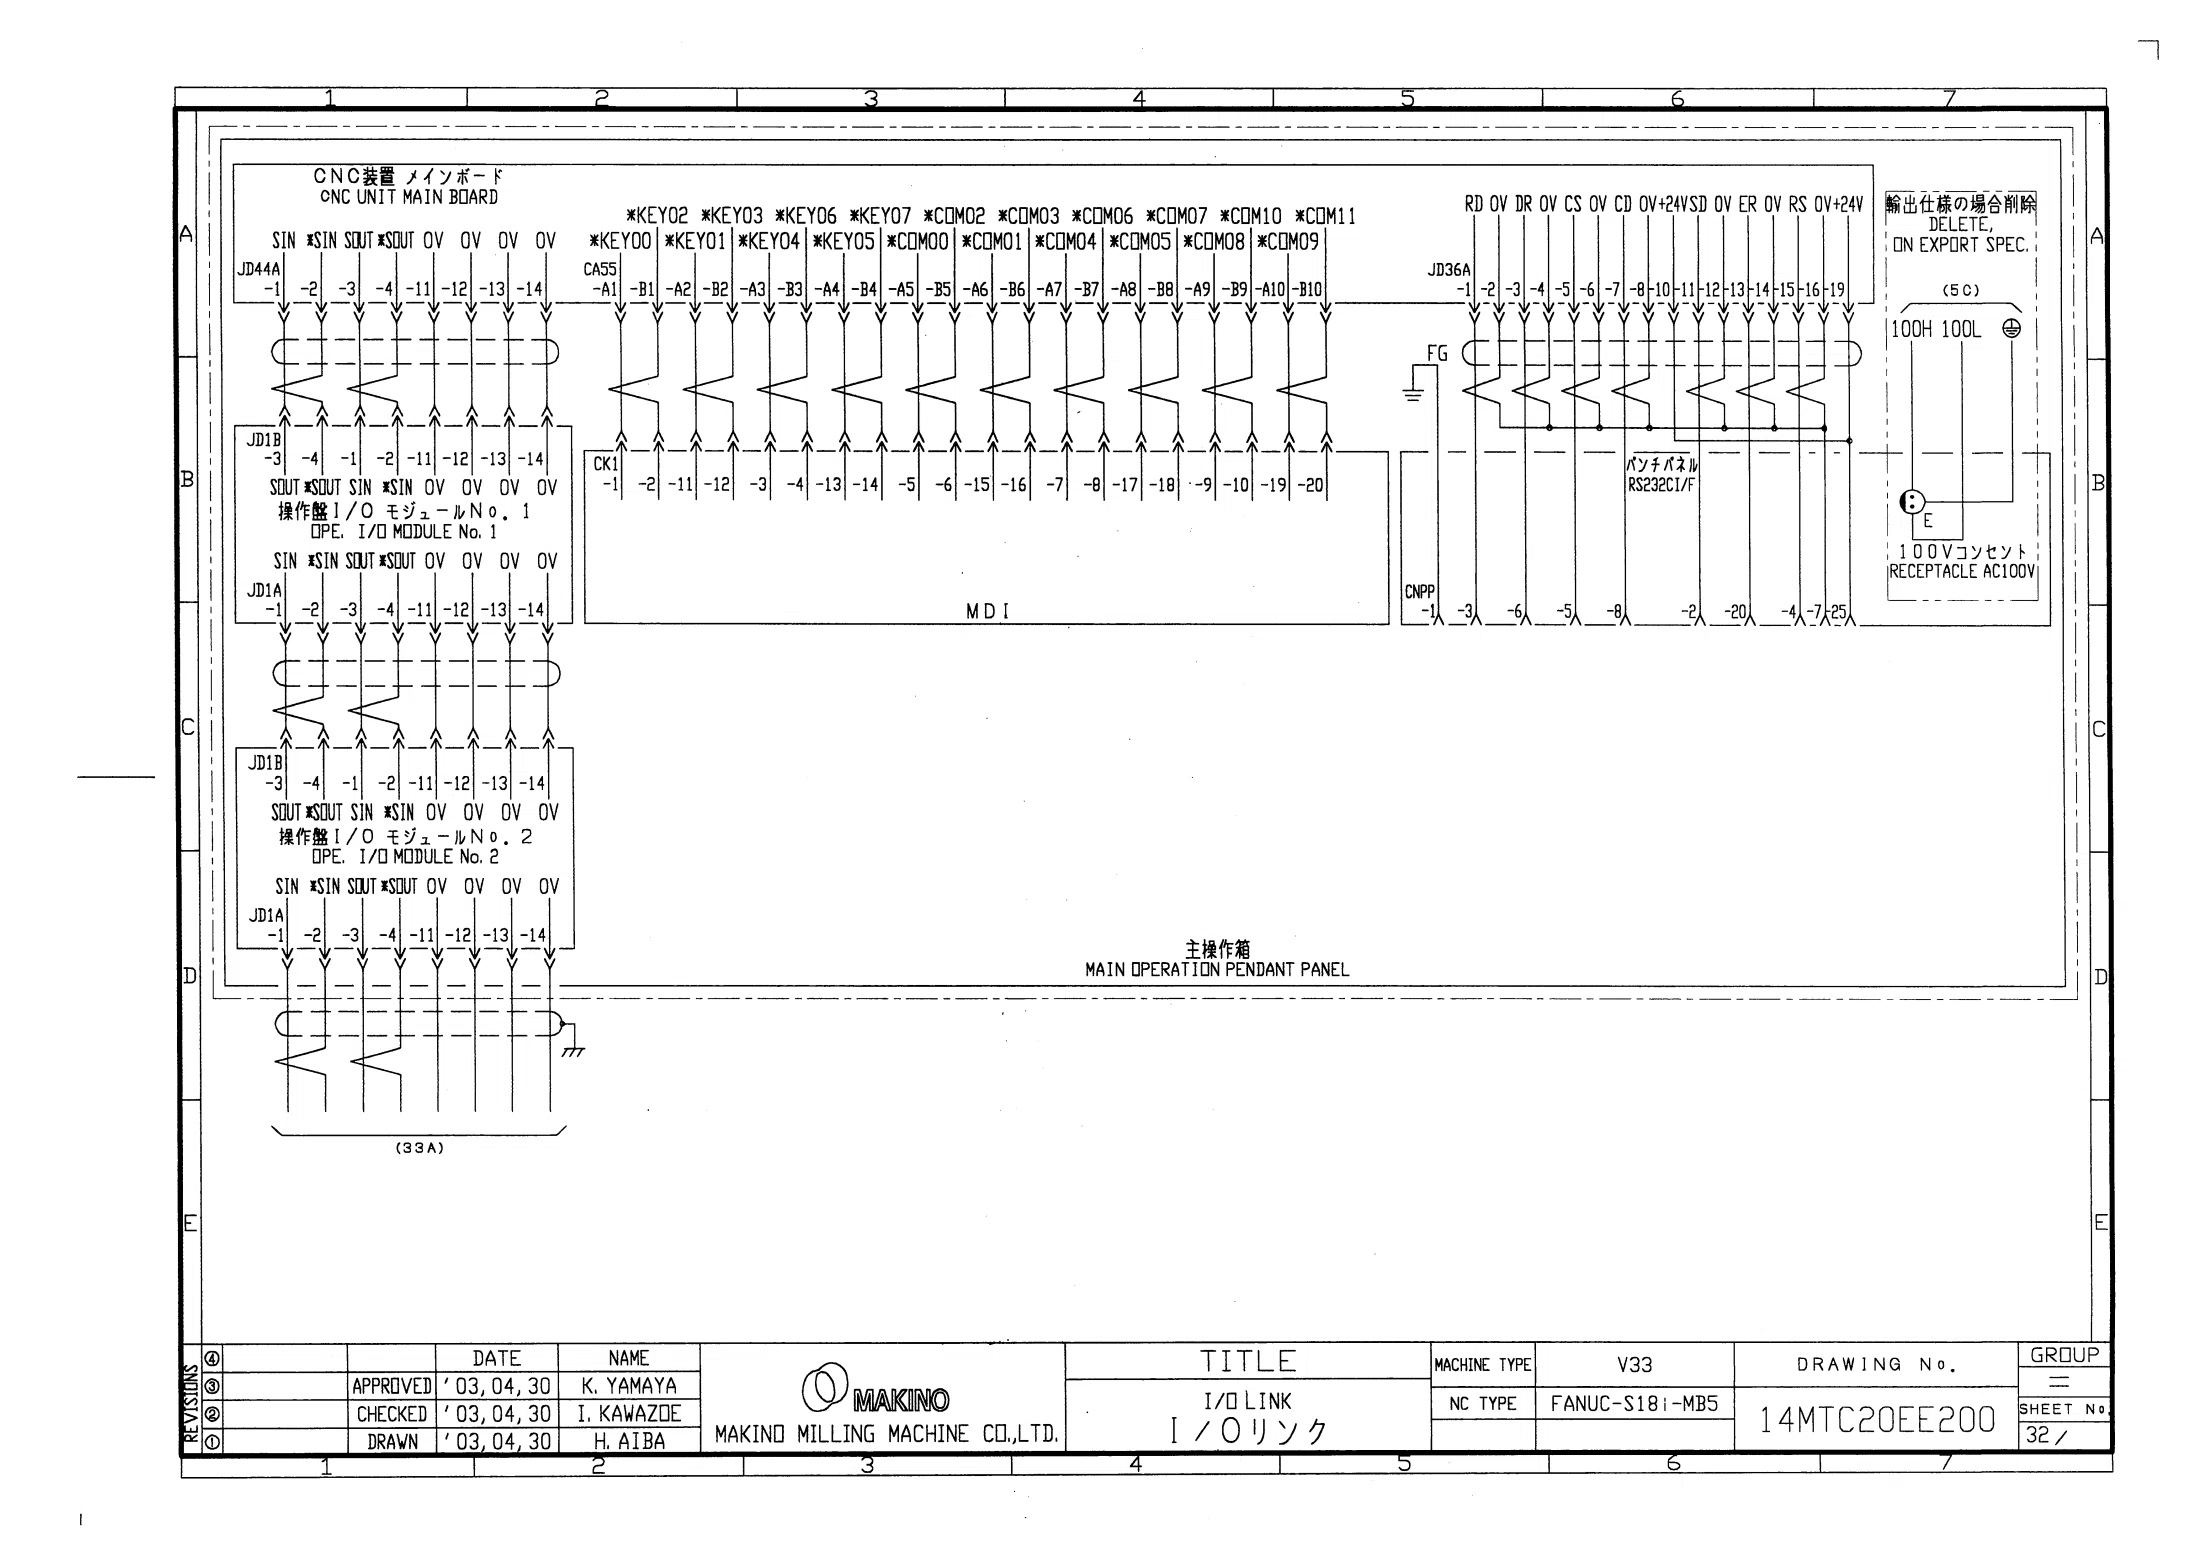 1 2 3 4 5 6 7
A A
CNC装置 メインボード
CNC UNIT MAIN BOARD
SIN *SIN SOUT *SOUT 0V 0V 0V 0V
JD44A
-1 -2 -3 -4 -11 -12 -13 -14
*KEY02 *KEY03 *KEY06 *KEY07 *COM02 *COM03 *COM06 *COM07 *COM10 *COM11
*KEY00 *KEY01 *KEY04 *KEY05 *COM00 *COM01 *COM04 *COM05 *COM08 *COM09
CA55
-A1 -B1 -A2 -B2 -A3 -B3 -A4 -B4 -A5 -B5 -A6 -B6 -A7 -B7 -A8 -B8 -A9 -B9 -A10 -B10
RD 0V DR 0V CS 0V CD 0V +24V SD 0V ER 0V RS 0V +24V
JD36A
-1 -2 -3 -4 -5 -6 -7 -8 -10 -11 -12 -13 -14 -15 -16 -19
輸出仕様の場合削除
DELETE,
ON EXPORT SPEC.
(5C)
100H 100L
FG
B B
JD1B
-3 -4 -1 -2 -11 -12 -13 -14
SOUT *SOUT SIN *SIN 0V 0V 0V 0V
操作盤I/O モジュールNo.1
OPE. I/O MODULE No.1
SIN *SIN SOUT *SOUT 0V 0V 0V 0V
JD1A
-1 -2 -3 -4 -11 -12 -13 -14
CK1
-1 -2 -11 -12 -3 -4 -13 -14 -5 -6 -15 -16 -7 -8 -17 -18 -9 -10 -19 -20
MDI
パンチパネル
RS232CI/F
CNPP
-1 -3 -6 -5 -8 -2 -20 -4 -7 -25
E
100Vコンセント
RECEPTACLE AC100V
C C
JD1B
-3 -4 -1 -2 -11 -12 -13 -14
SOUT *SOUT SIN *SIN 0V 0V 0V 0V
操作盤I/O モジュールNo.2
OPE. I/O MODULE No.2
SIN *SIN SOUT *SOUT 0V 0V 0V 0V
JD1A
-1 -2 -3 -4 -11 -12 -13 -14
D D
主操作箱
MAIN OPERATION PENDANT PANEL
(33A)
E E
REVISIONS
④ DATE NAME
③ APPROVED '03,04,30 K. YAMAYA
② CHECKED '03,04,30 I. KAWAZOE
① DRAWN '03,04,30 H. AIBA
MAKINO
MAKINO MILLING MACHINE CO.,LTD.
TITLE
I/O LINK
I/Oリンク
MACHINE TYPE V33
NC TYPE FANUC-S18i-MB5
DRAWING No.
14MTC20EE200
GROUP
=
SHEET No.
32/
1 2 3 4 5 6 7